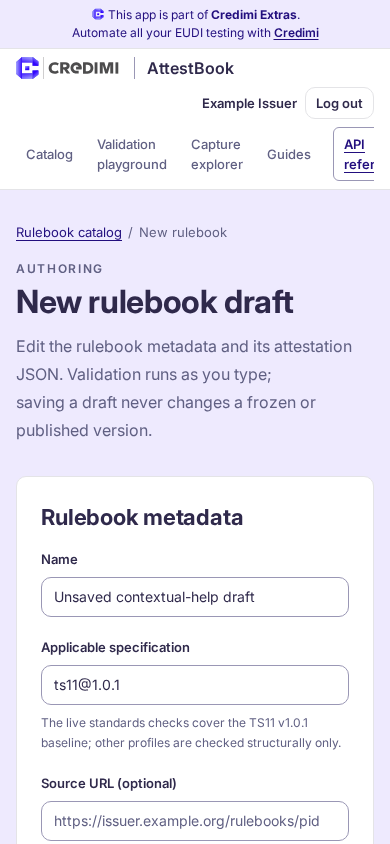 This app is part of Credimi Extras.
Automate all your EUDI testing with Credimi
CREDIMI AttestBook
Example Issuer Log out
Catalog Validation playground Capture explorer Guides API refer
Rulebook catalog / New rulebook
AUTHORING
New rulebook draft
Edit the rulebook metadata and its attestation
JSON. Validation runs as you type;
saving a draft never changes a frozen or
published version.
Rulebook metadata
Name
Unsaved contextual-help draft
Applicable specification
ts11@1.0.1
The live standards checks cover the TS11 v1.0.1
baseline; other profiles are checked structurally only.
Source URL (optional)
https://issuer.example.org/rulebooks/pid